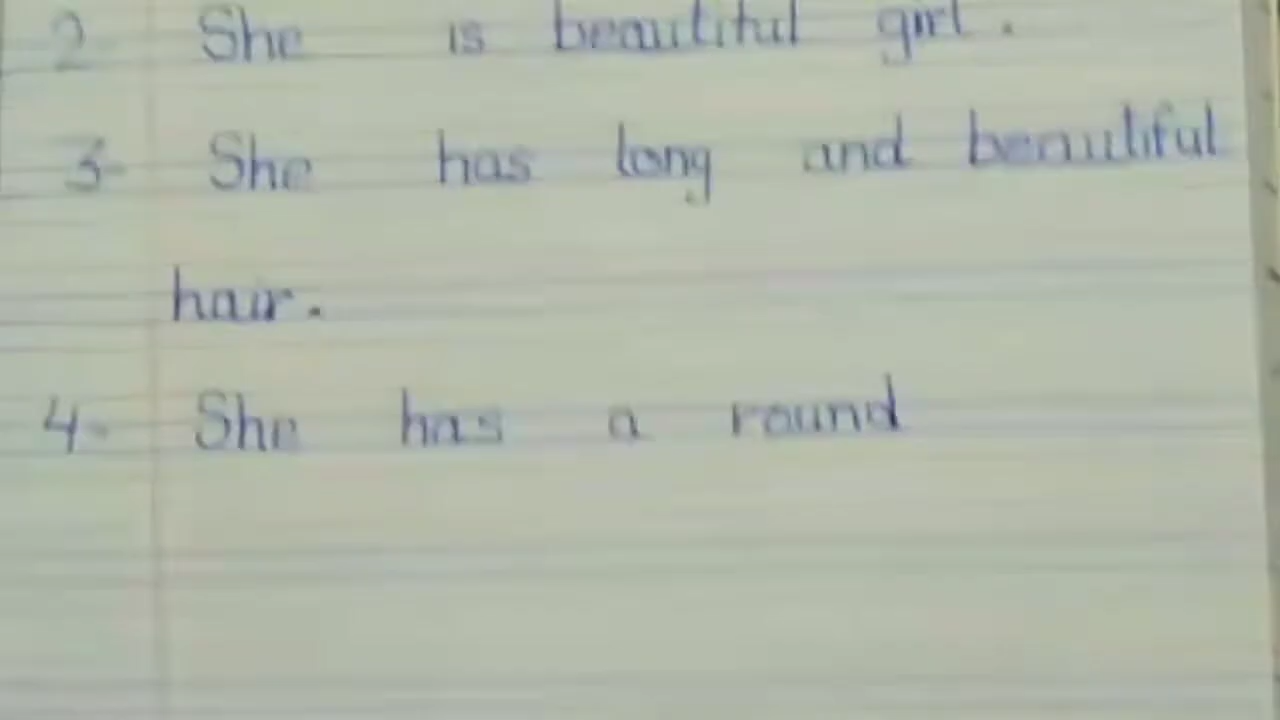 2 She is beautiful girl.
3- She has long and beautiful
hair.
4- She has a round